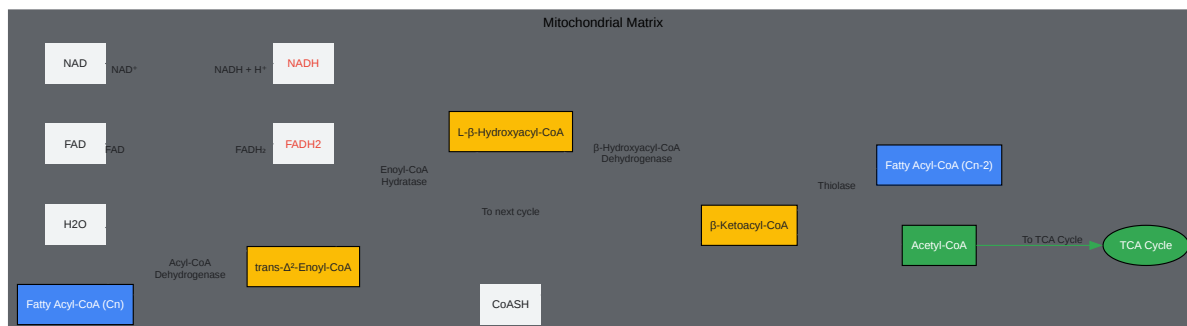 Mitochondrial Matrix
NAD
NAD⁺
NADH + H⁺
NADH
FAD
FAD
FADH₂
FADH2
L-β-Hydroxyacyl-CoA
β-Hydroxyacyl-CoA
Dehydrogenase
Enoyl-CoA
Hydratase
Fatty Acyl-CoA (Cn-2)
Thiolase
H2O
To next cycle
β-Ketoacyl-CoA
Acetyl-CoA
To TCA Cycle
TCA Cycle
Acyl-CoA
Dehydrogenase
trans-Δ²-Enoyl-CoA
Fatty Acyl-CoA (Cn)
CoASH